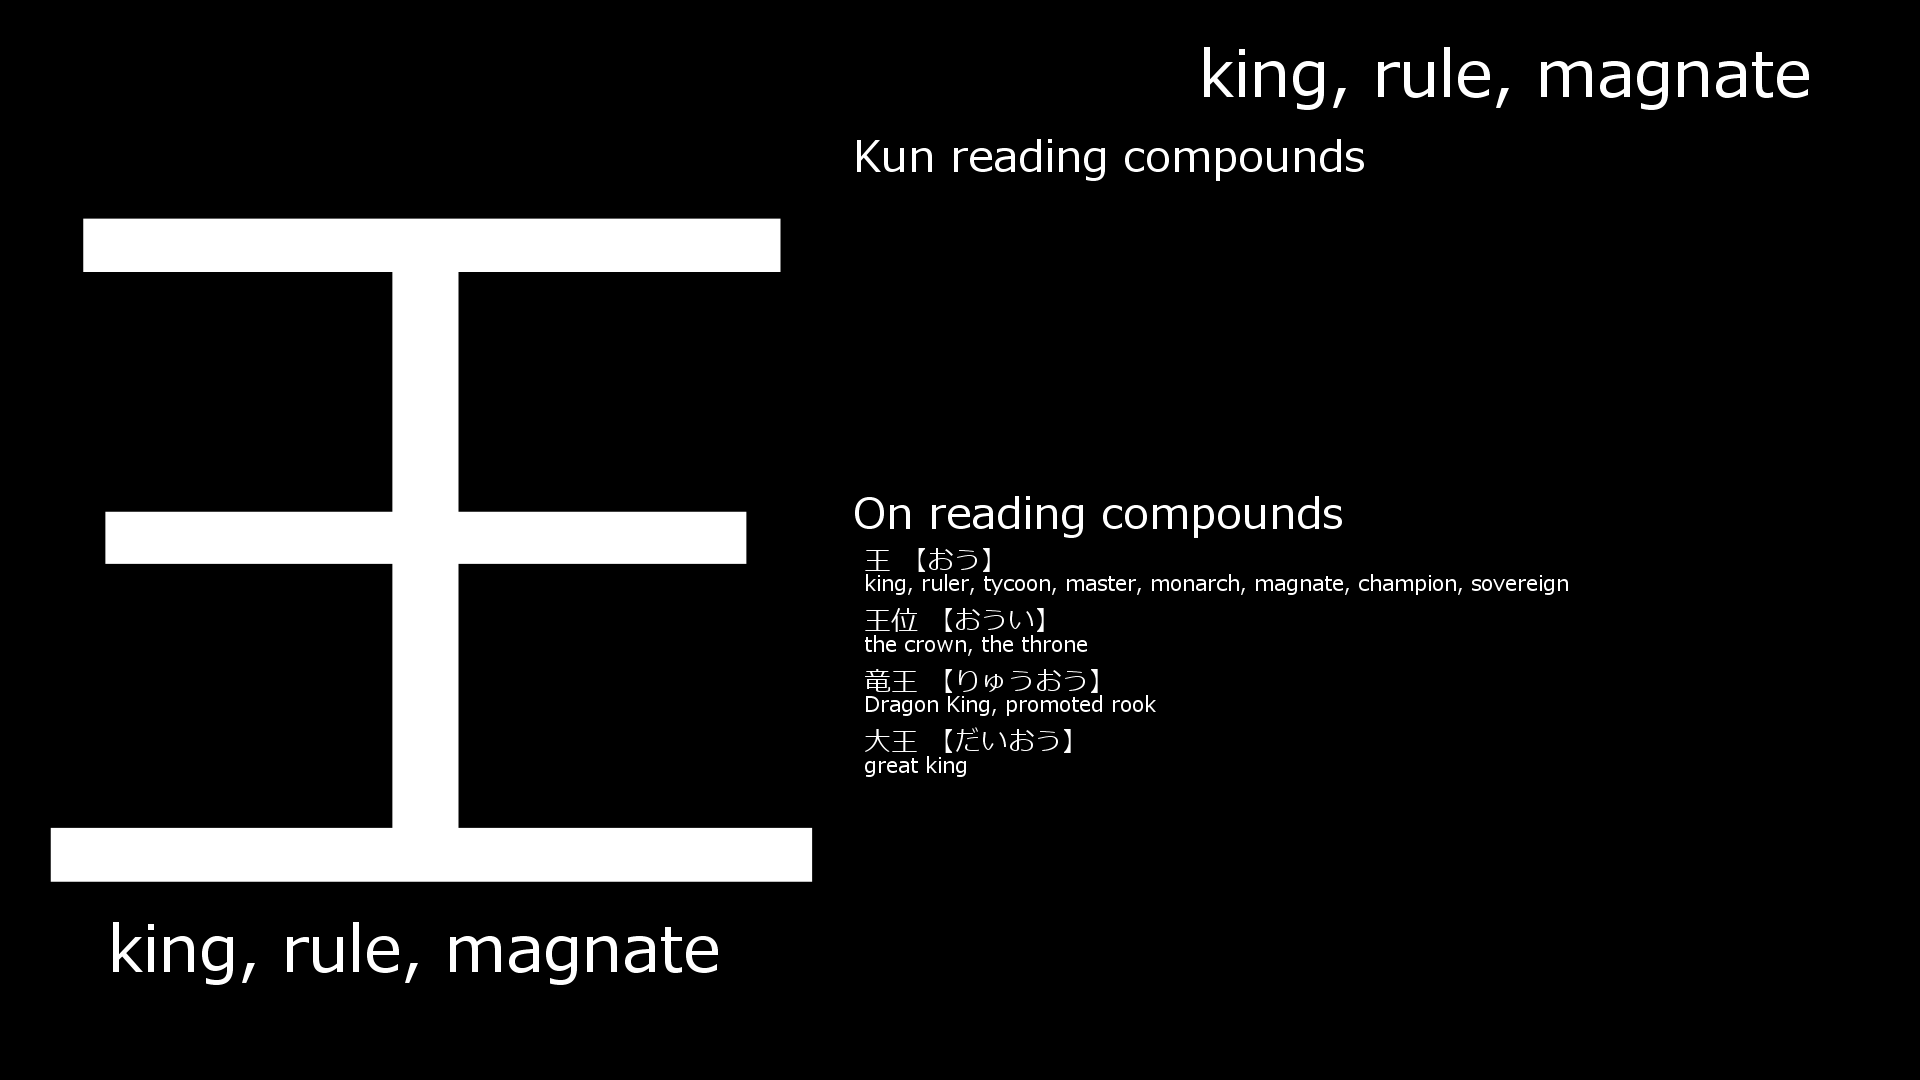 王
king, rule, magnate
king, rule, magnate
Kun reading compounds
On reading compounds
王 【おう】
king, ruler, tycoon, master, monarch, magnate, champion, sovereign
王位 【おうい】
the crown, the throne
竜王 【りゅうおう】
Dragon King, promoted rook
大王 【だいおう】
great king